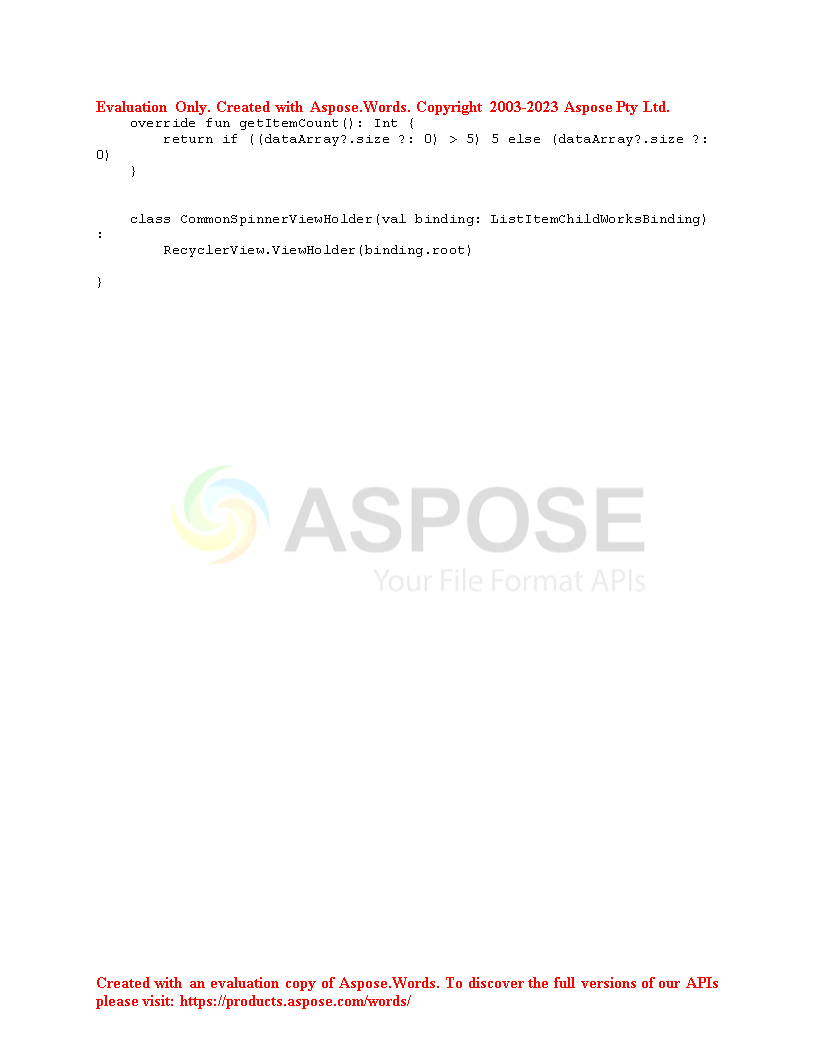 Evaluation Only. Created with Aspose.Words. Copyright 2003-2023 Aspose Pty Ltd.
    override fun getItemCount(): Int {
        return if ((dataArray?.size ?: 0) > 5) 5 else (dataArray?.size ?:
0)
    }
    class CommonSpinnerViewHolder(val binding: ListItemChildWorksBinding)
:
        RecyclerView.ViewHolder(binding.root)
}
ASPOSE
Your File Format APIs
Created with an evaluation copy of Aspose.Words. To discover the full versions of our APIs
please visit: https://products.aspose.com/words/